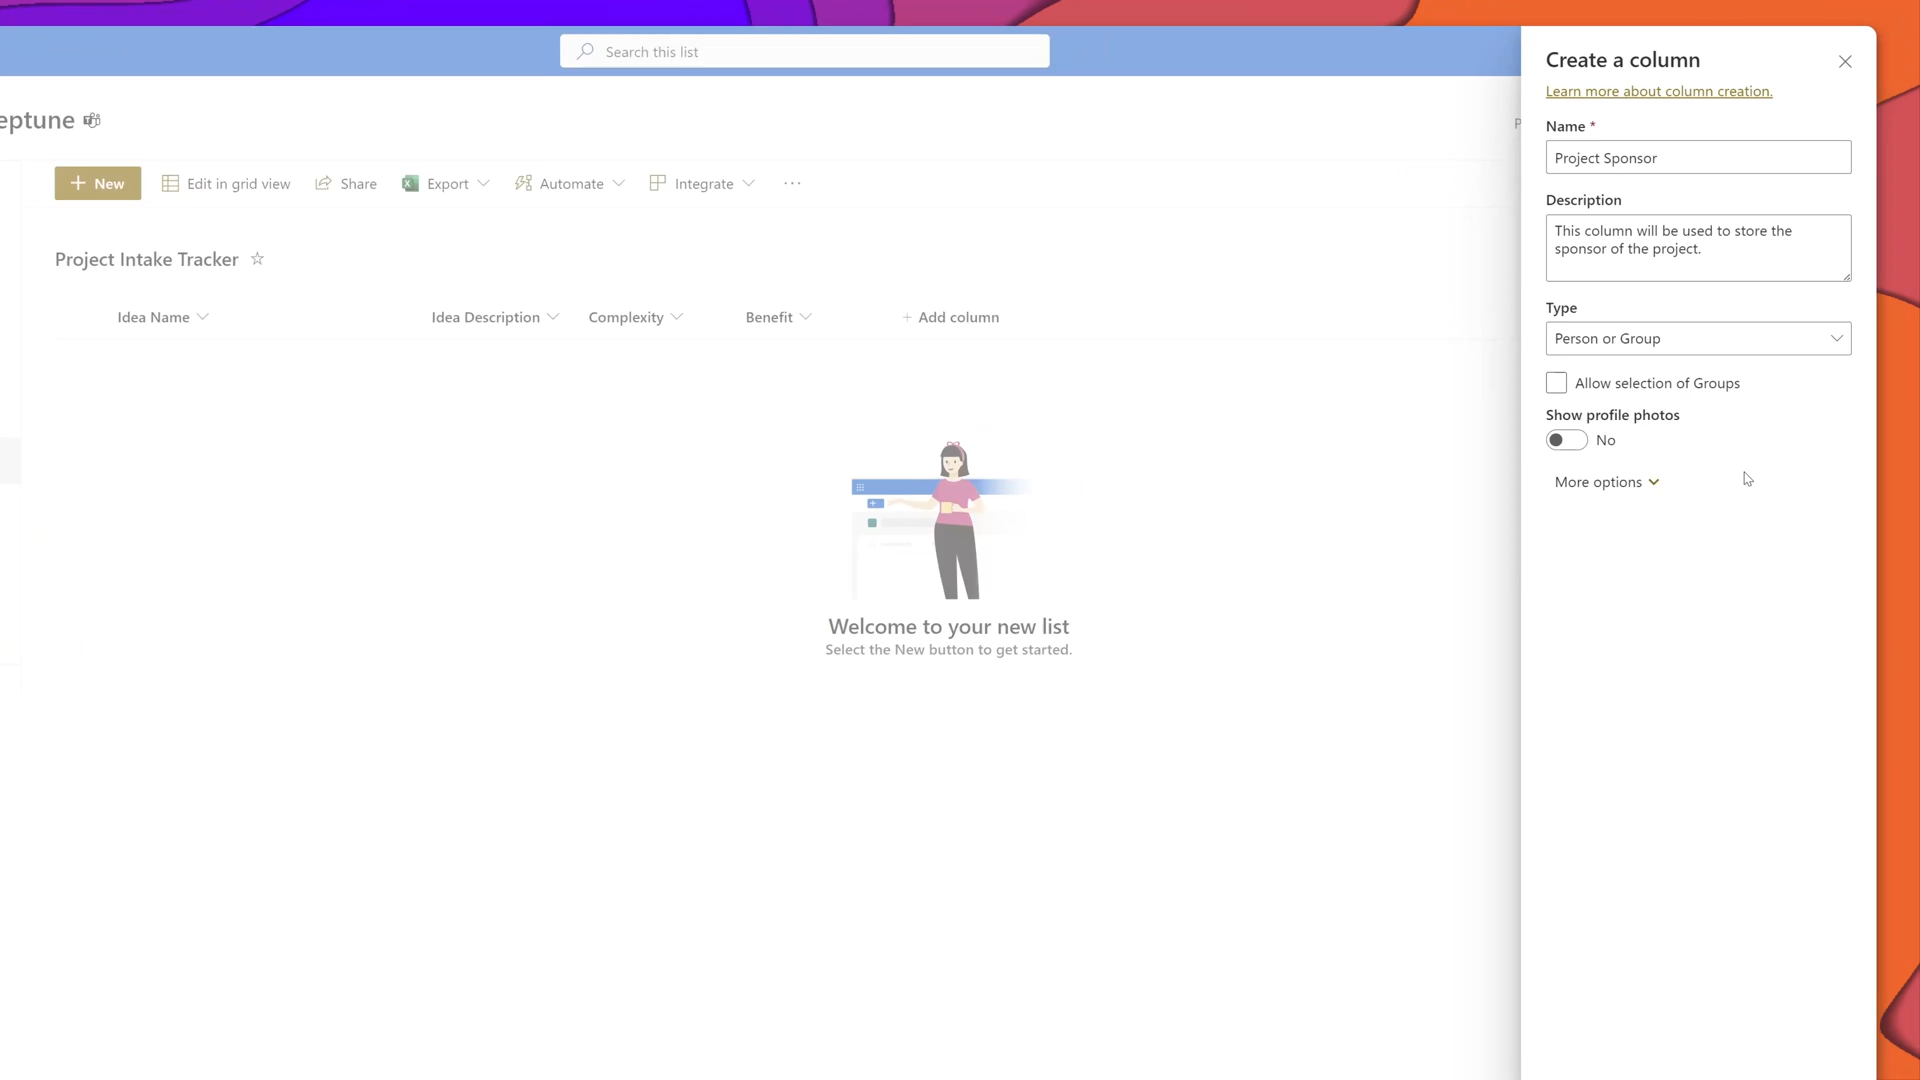 Search this list
eptune
New
Edit in grid view
Share
Export
Automate
Integrate
Project Intake Tracker
Idea Name
Idea Description
Complexity
Benefit
+ Add column
Welcome to your new list
Select the New button to get started.
P
Create a column
Learn more about column creation.
Name *
Project Sponsor
Description
This column will be used to store the
sponsor of the project.
Type
Person or Group
Allow selection of Groups
Show profile photos
No
More options